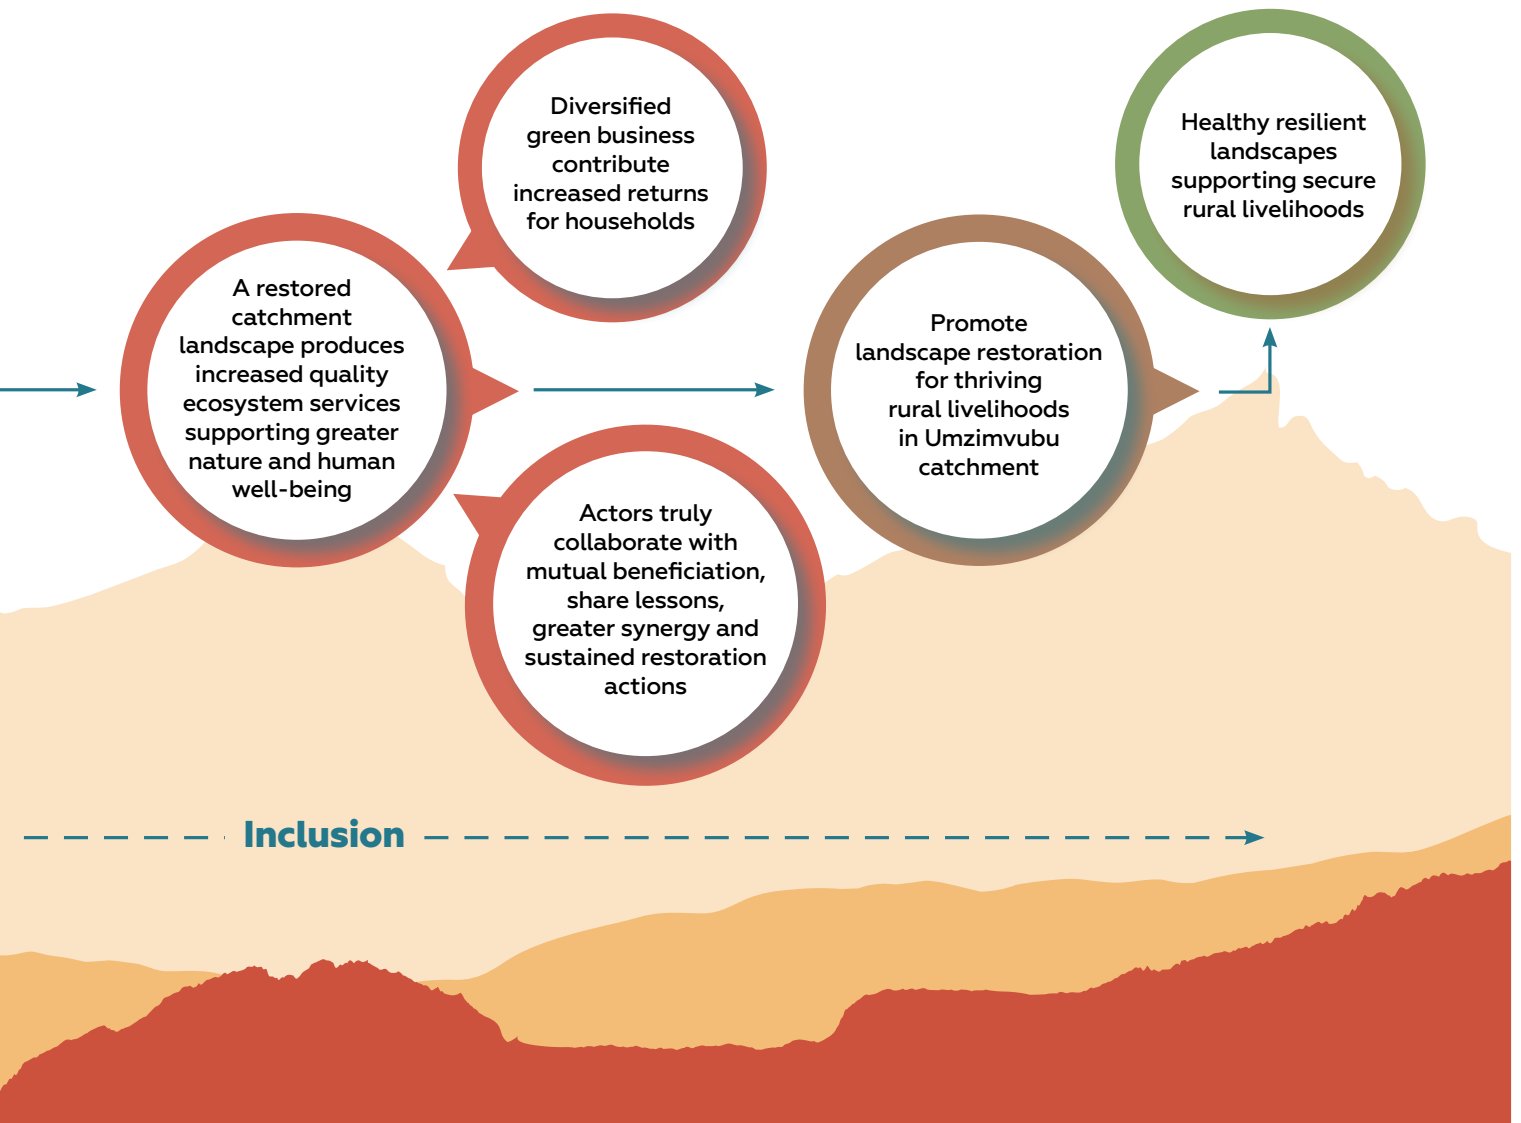 Diversified
green business
contribute
increased returns
for households
Healthy resilient
landscapes
supporting secure
rural livelihoods
A restored
catchment
landscape produces
increased quality
ecosystem services
supporting greater
nature and human
well-being
Promote
landscape restoration
for thriving
rural livelihoods
in Umzimvubu
catchment
Actors truly
collaborate with
mutual beneficiation,
share lessons,
greater synergy and
sustained restoration
actions
Inclusion